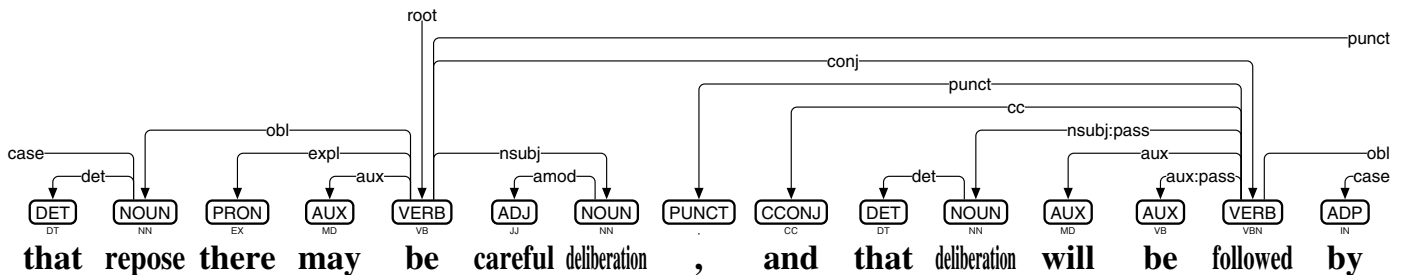 root
punct
conj
punct
cc
obl nsubj:pass
case expl nsubj aux obl
det aux amod det aux:pass case
DET NOUN PRON AUX VERB ADJ NOUN PUNCT CCONJ DET NOUN AUX AUX VERB ADP
DT NN EX MD VB JJ NN , CC DT NN MD VB VBN IN
that repose there may be careful deliberation , and that deliberation will be followed by